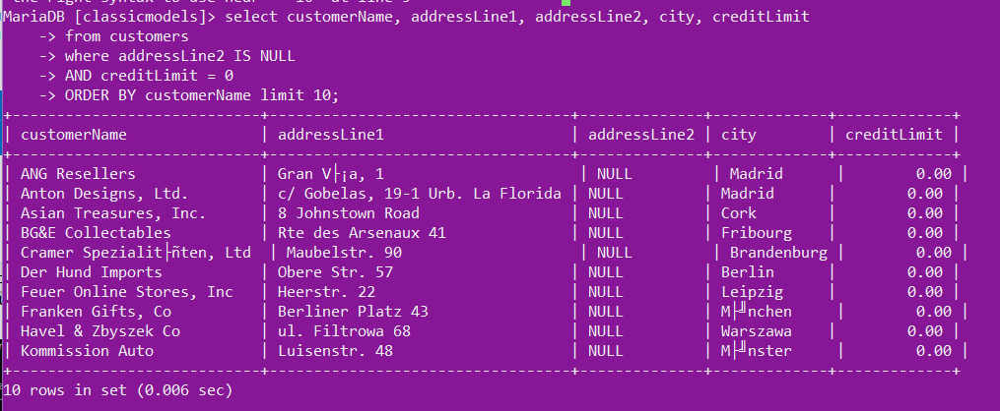 MariaDB [classicmodels]> select customerName, addressLine1, addressLine2, city, creditLimit
    -> from customers
    -> where addressLine2 IS NULL
    -> AND creditLimit = 0
    -> ORDER BY customerName limit 10;
+----------------------------+---------------------------------+--------------+-------------+-------------+
| customerName               | addressLine1                    | addressLine2 | city        | creditLimit |
+----------------------------+---------------------------------+--------------+-------------+-------------+
| ANG Resellers              | Gran V├¡a, 1                     | NULL         | Madrid      |        0.00 |
| Anton Designs, Ltd.        | c/ Gobelas, 19-1 Urb. La Florida | NULL         | Madrid      |        0.00 |
| Asian Treasures, Inc.      | 8 Johnstown Road                | NULL         | Cork        |        0.00 |
| BG&E Collectables          | Rte des Arsenaux 41             | NULL         | Fribourg    |        0.00 |
| Cramer Spezialit├ñten, Ltd  | Maubelstr. 90                   | NULL         | Brandenburg |        0.00 |
| Der Hund Imports           | Obere Str. 57                   | NULL         | Berlin      |        0.00 |
| Feuer Online Stores, Inc   | Heerstr. 22                     | NULL         | Leipzig     |        0.00 |
| Franken Gifts, Co          | Berliner Platz 43               | NULL         | M├╝nchen     |        0.00 |
| Havel & Zbyszek Co         | ul. Filtrowa 68                 | NULL         | Warszawa    |        0.00 |
| Kommission Auto            | Luisenstr. 48                   | NULL         | M├╝nster     |        0.00 |
+----------------------------+---------------------------------+--------------+-------------+-------------+
10 rows in set (0.006 sec)